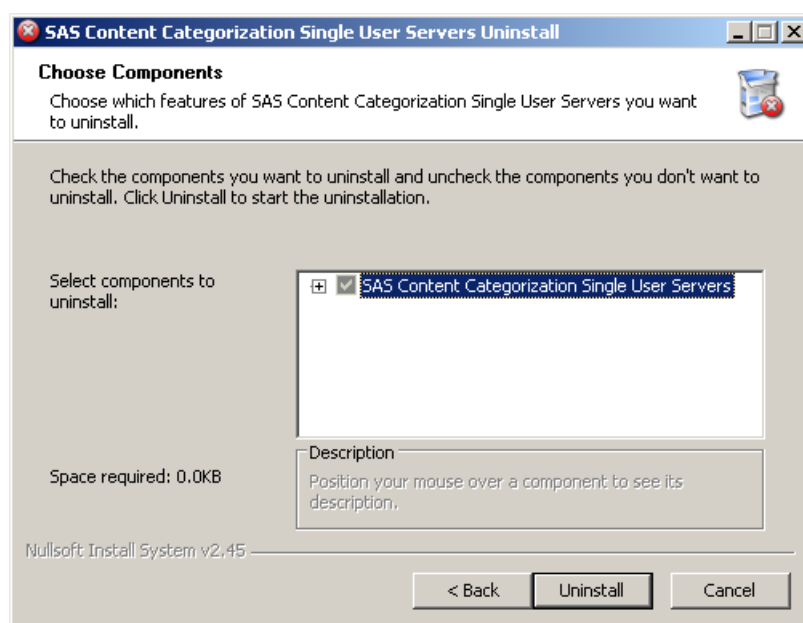 SAS Content Categorization Single User Servers Uninstall
Choose Components
Choose which features of SAS Content Categorization Single User Servers you want
to uninstall.
Check the components you want to uninstall and uncheck the components you don't want to
uninstall. Click Uninstall to start the uninstallation.
Select components to
uninstall:
SAS Content Categorization Single User Servers
Space required: 0.0KB
Description
Position your mouse over a component to see its
description.
Nullsoft Install System v2.45
< Back
Uninstall
Cancel